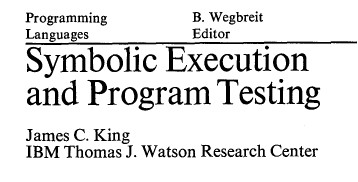 Programming B. Wegbreit
Languages Editor
Symbolic Execution
and Program Testing
James C. King
IBM Thomas J. Watson Research Center